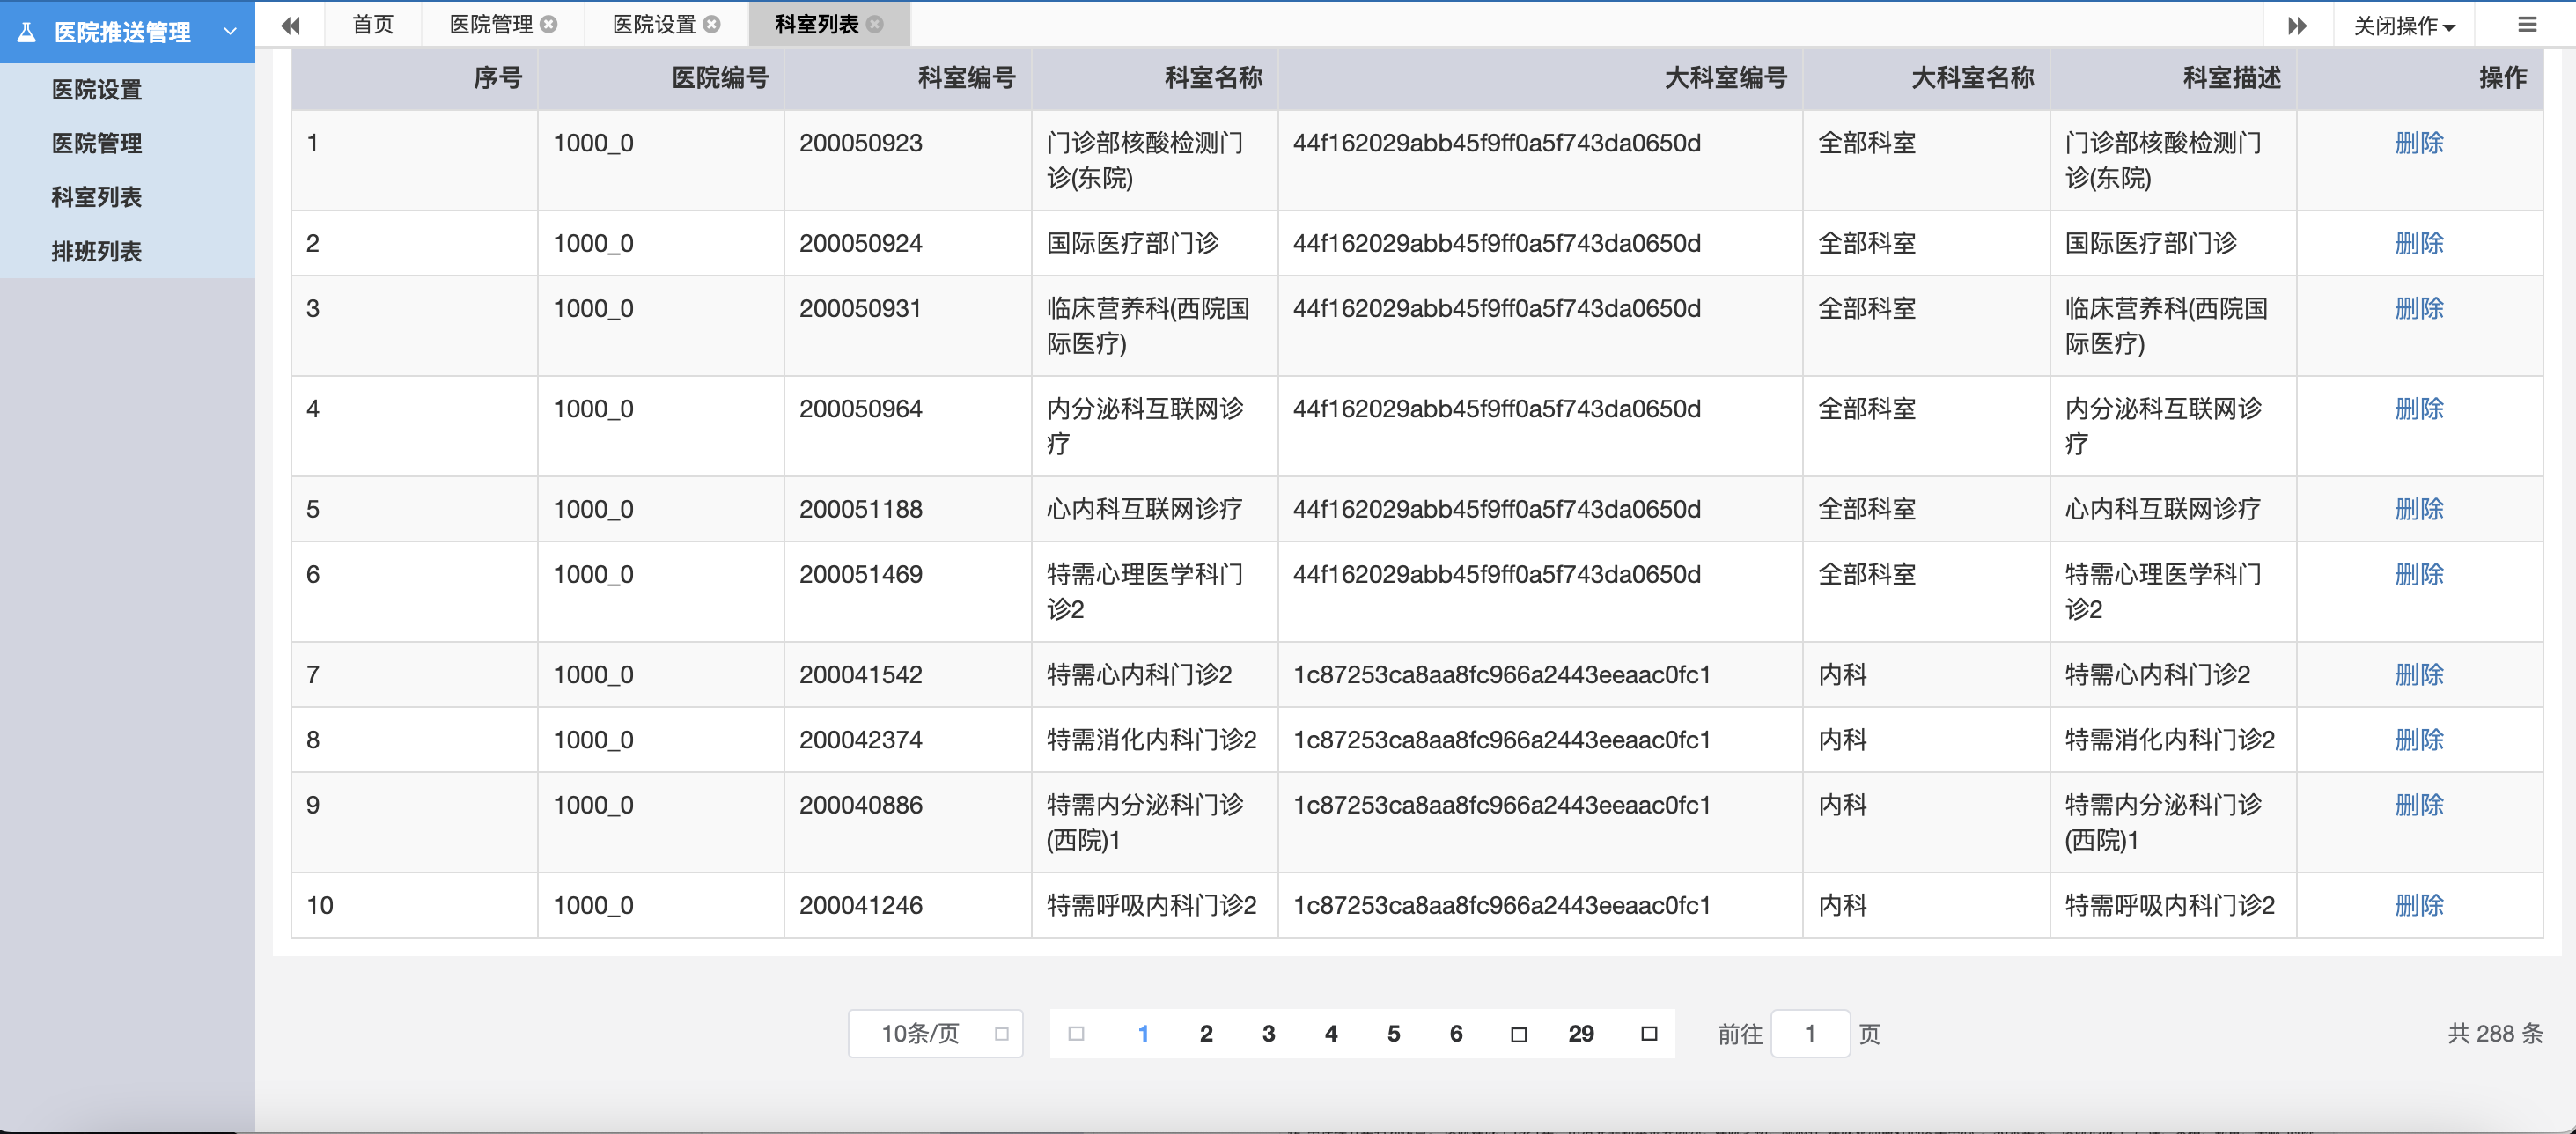 医院推送管理
医院设置
医院管理
科室列表
排班列表
首页 医院管理 医院设置 科室列表 关闭操作
序号 医院编号 科室编号 科室名称 大科室编号 大科室名称 科室描述 操作
1 1000_0 200050923 门诊部核酸检测门 44f162029abb45f9ff0a5f743da0650d 全部科室 门诊部核酸检测门 删除
诊(东院) 诊(东院)
2 1000_0 200050924 国际医疗部门诊 44f162029abb45f9ff0a5f743da0650d 全部科室 国际医疗部门诊 删除
3 1000_0 200050931 临床营养科(西院国 44f162029abb45f9ff0a5f743da0650d 全部科室 临床营养科(西院国 删除
际医疗) 际医疗)
4 1000_0 200050964 内分泌科互联网诊 44f162029abb45f9ff0a5f743da0650d 全部科室 内分泌科互联网诊 删除
疗 疗
5 1000_0 200051188 心内科互联网诊疗 44f162029abb45f9ff0a5f743da0650d 全部科室 心内科互联网诊疗 删除
6 1000_0 200051469 特需心理医学科门 44f162029abb45f9ff0a5f743da0650d 全部科室 特需心理医学科门 删除
诊2 诊2
7 1000_0 200041542 特需心内科门诊2 1c87253ca8aa8fc966a2443eeaac0fc1 内科 特需心内科门诊2 删除
8 1000_0 200042374 特需消化内科门诊2 1c87253ca8aa8fc966a2443eeaac0fc1 内科 特需消化内科门诊2 删除
9 1000_0 200040886 特需内分泌科门诊 1c87253ca8aa8fc966a2443eeaac0fc1 内科 特需内分泌科门诊 删除
(西院)1 (西院)1
10 1000_0 200041246 特需呼吸内科门诊2 1c87253ca8aa8fc966a2443eeaac0fc1 内科 特需呼吸内科门诊2 删除
10条/页 1 2 3 4 5 6 29 前往 1 页 共 288 条